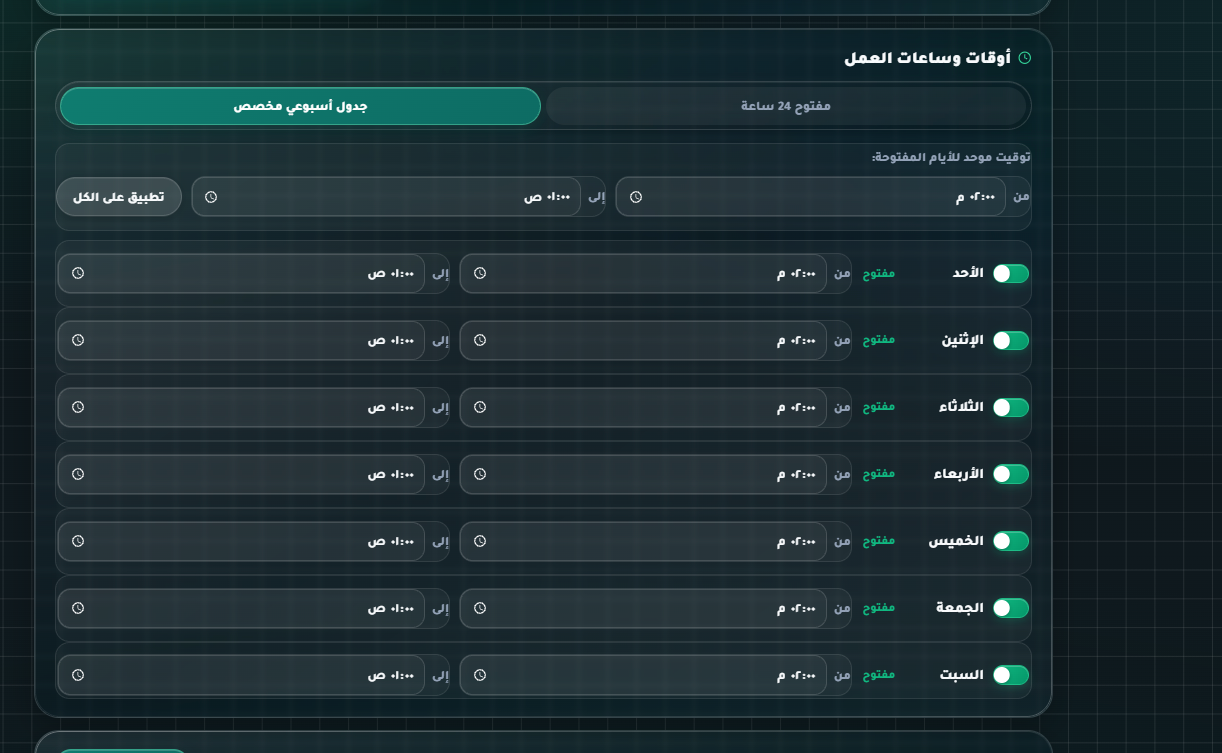 أوقات وساعات العمل
مفتوح 24 ساعة
جدول أسبوعي مخصص
توقيت موحد للأيام المفتوحة:
من ٠٢:٠٠ م إلى ٠١:٠٠ ص تطبيق على الكل
الأحد مفتوح من ٠٢:٠٠ م إلى ٠١:٠٠ ص
الإثنين مفتوح من ٠٢:٠٠ م إلى ٠١:٠٠ ص
الثلاثاء مفتوح من ٠٢:٠٠ م إلى ٠١:٠٠ ص
الأربعاء مفتوح من ٠٢:٠٠ م إلى ٠١:٠٠ ص
الخميس مفتوح من ٠٢:٠٠ م إلى ٠١:٠٠ ص
الجمعة مفتوح من ٠٢:٠٠ م إلى ٠١:٠٠ ص
السبت مفتوح من ٠٢:٠٠ م إلى ٠١:٠٠ ص